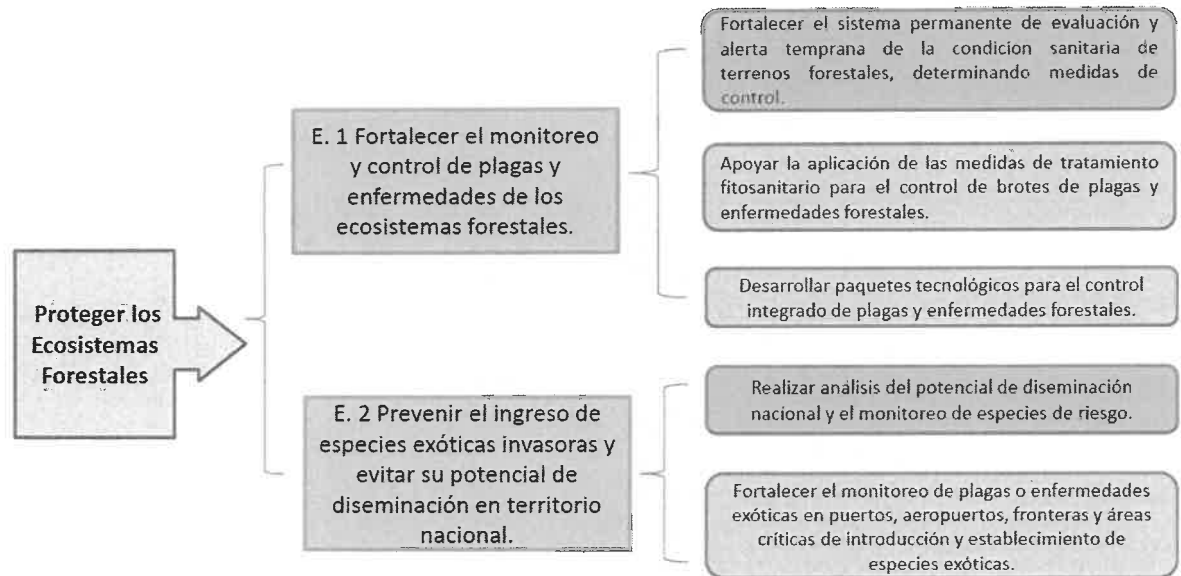 Proteger los
Ecosistemas
Forestales
E. 1 Fortalecer el monitoreo
y control de plagas y
enfermedades de los
ecosistemas forestales.
Fortalecer el sistema permanente de evaluación y
alerta temprana de la condicion sanitaria de
terrenos forestales, determinando medidas de
control.
Apoyar la aplicación de las medidas de tratamiento
fitosanitario para el control de brotes de plagas y
enfermedades forestales.
Desarrollar paquetes tecnológicos para el control
integrado de plagas y enfermedades forestales.
E. 2 Prevenir el ingreso de
especies exóticas invasoras y
evitar su potencial de
diseminación en territorio
nacional.
Realizar análisis del potencial de diseminación
nacional y el monitoreo de especies de riesgo.
Fortalecer el monitoreo de plagas o enfermedades
exóticas en puertos, aeropuertos, fronteras y áreas
críticas de introducción y establecimiento de
especies exóticas.